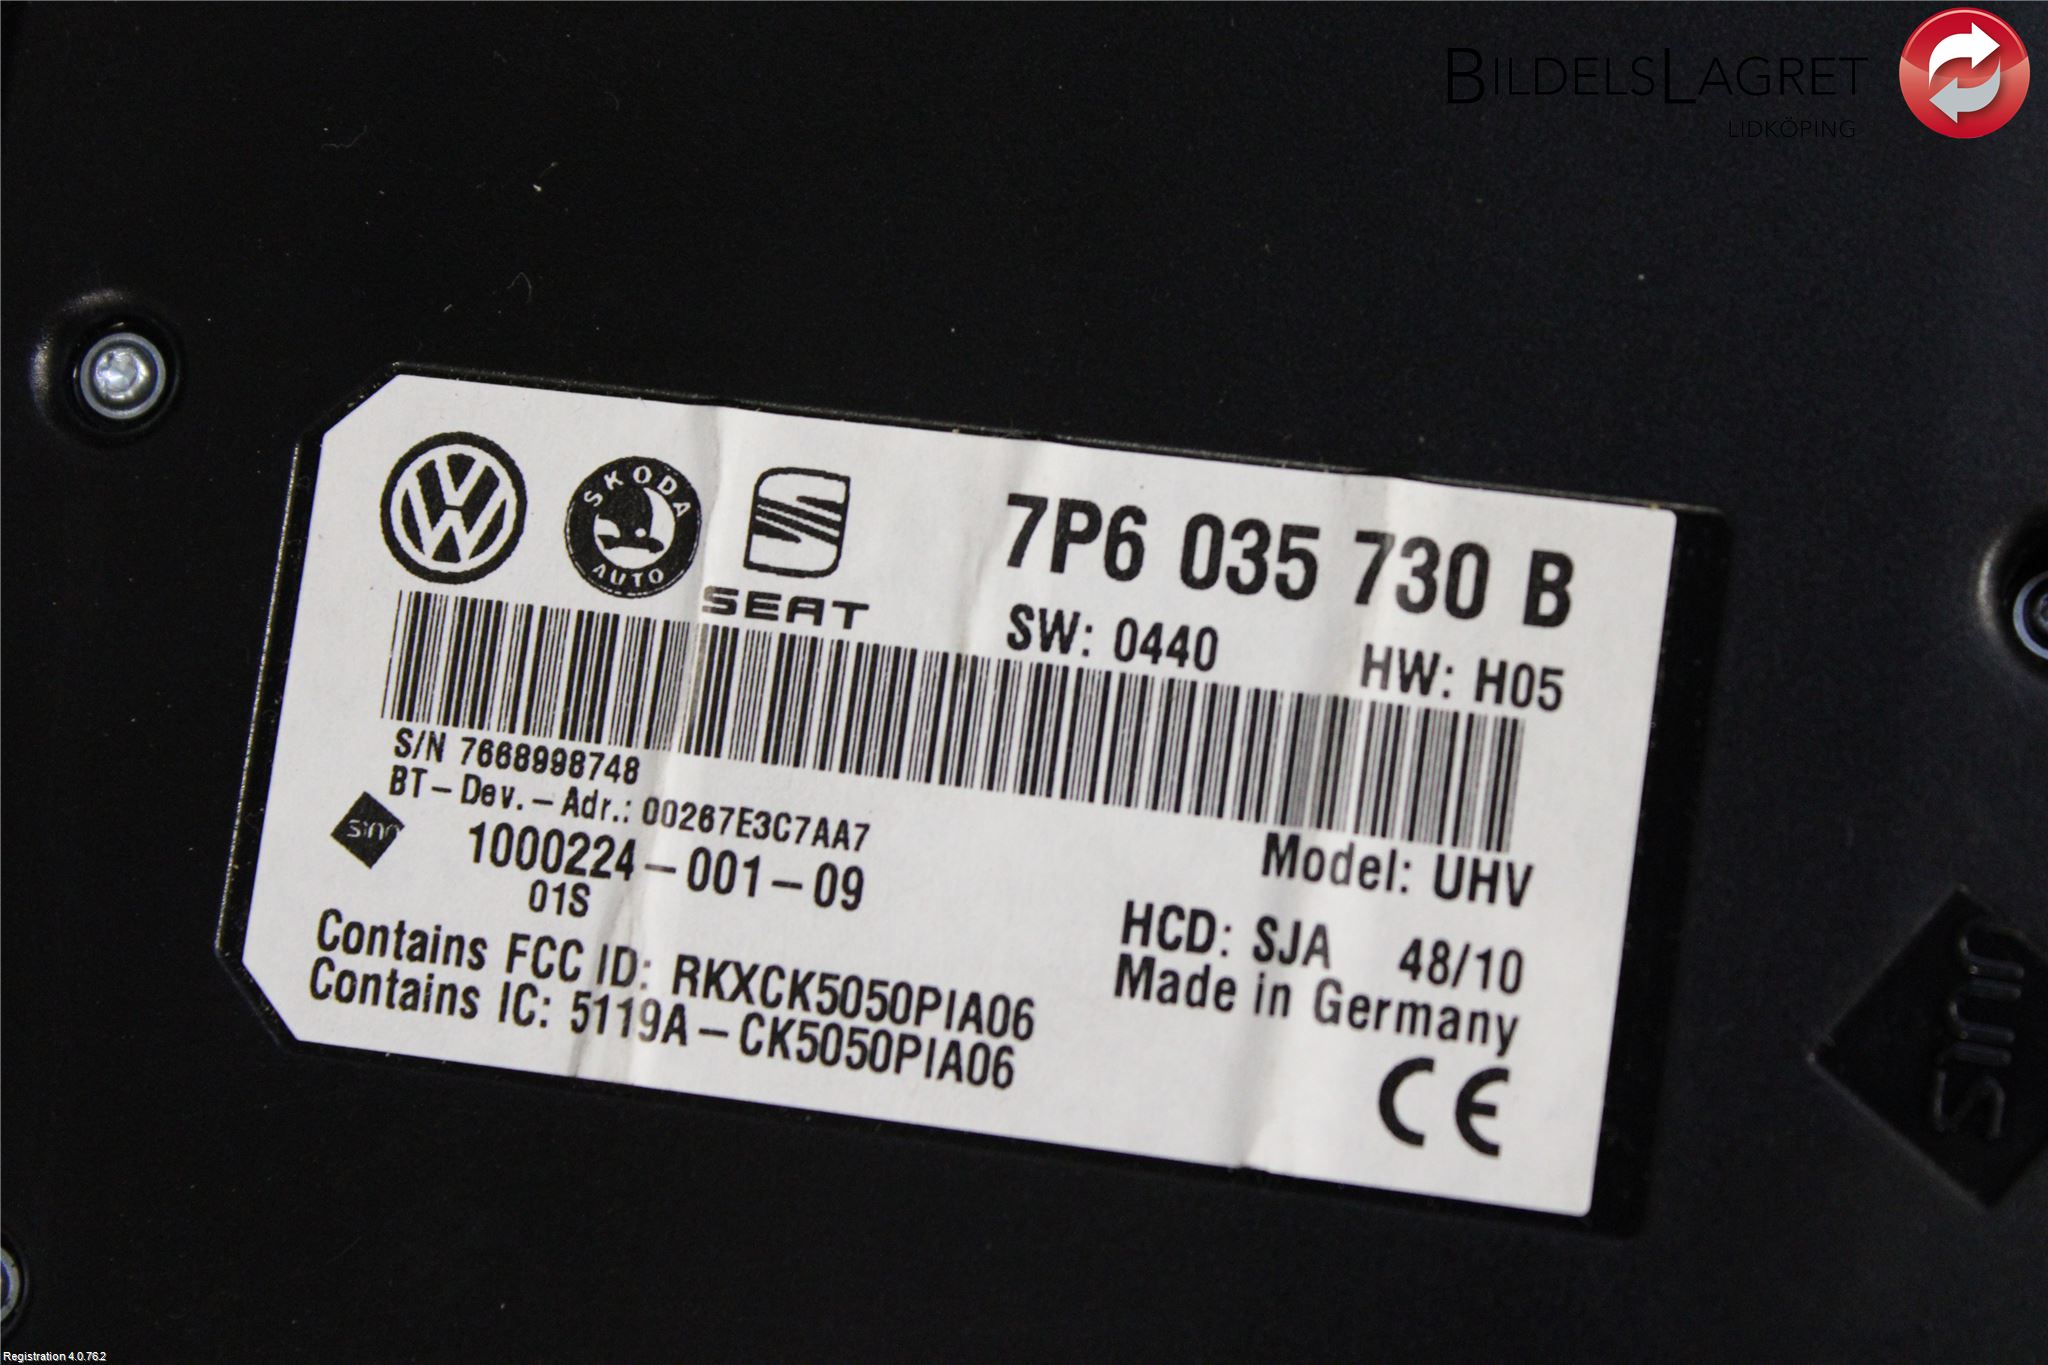 BILDELSLAGRET
LIDKÖPING
SKODA
AUTO
SEAT
7P6 035 730 B
SW: 0440
HW: H05
S/N 7668998748
BT-Dev.-Adr.: 00267E3C7AA7
s1nn
1000224-001-09
01S
Model: UHV
HCD: SJA 48/10
Made in Germany
Contains FCC ID: RKXCK5050PIA06
Contains IC: 5119A-CK5050PIA06
CE
s1nn
Registration 4.0.76.2